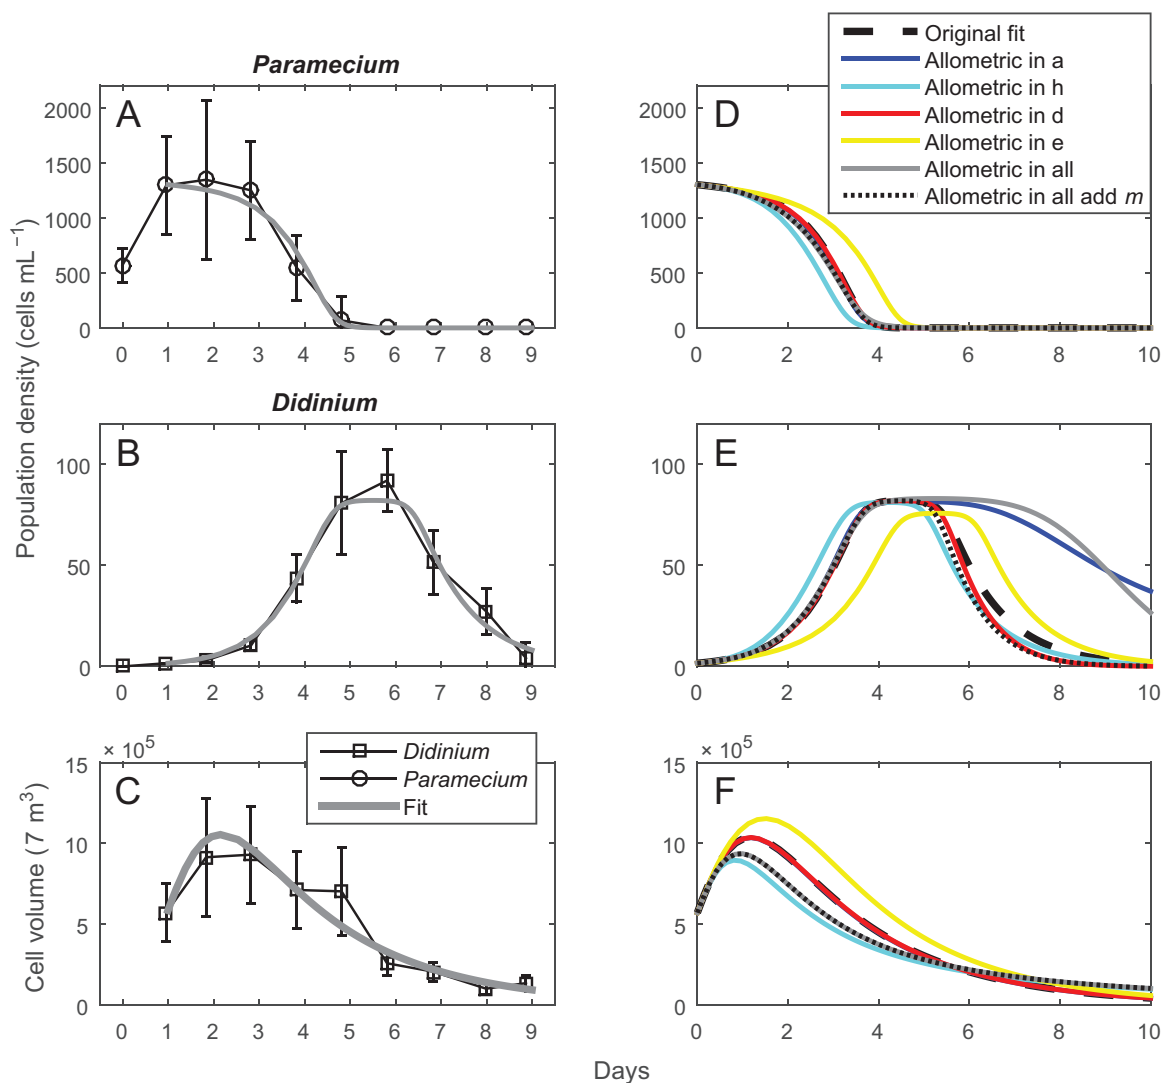 Paramecium
A
2000
1500
1000
500
0
0 1 2 3 4 5 6 7 8 9
Original fit
Allometric in a
Allometric in h
Allometric in d
Allometric in e
Allometric in all
Allometric in all add m
D
2000
1500
1000
500
0
0 2 4 6 8 10
Population density (cells mL⁻¹)
Didinium
B
100
50
0
0 1 2 3 4 5 6 7 8 9
E
100
50
0
0 2 4 6 8 10
× 10⁵
C
Didinium
Paramecium
Fit
15
10
5
0
0 1 2 3 4 5 6 7 8 9
Cell volume (7 m³)
× 10⁵
F
15
10
5
0
0 2 4 6 8 10
Days